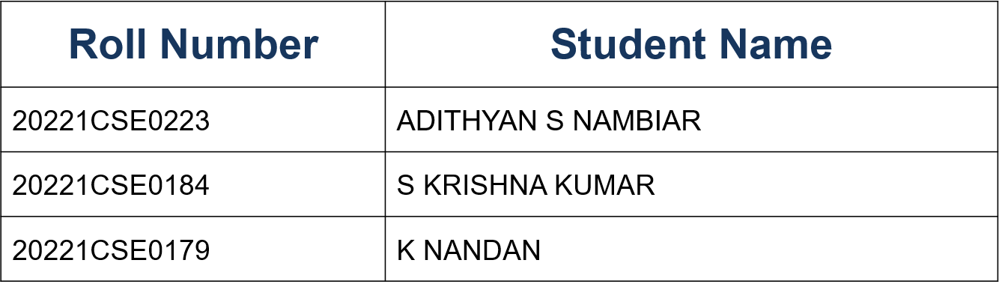 Roll Number Student Name
20221CSE0223 ADITHYAN S NAMBIAR
20221CSE0184 S KRISHNA KUMAR
20221CSE0179 K NANDAN